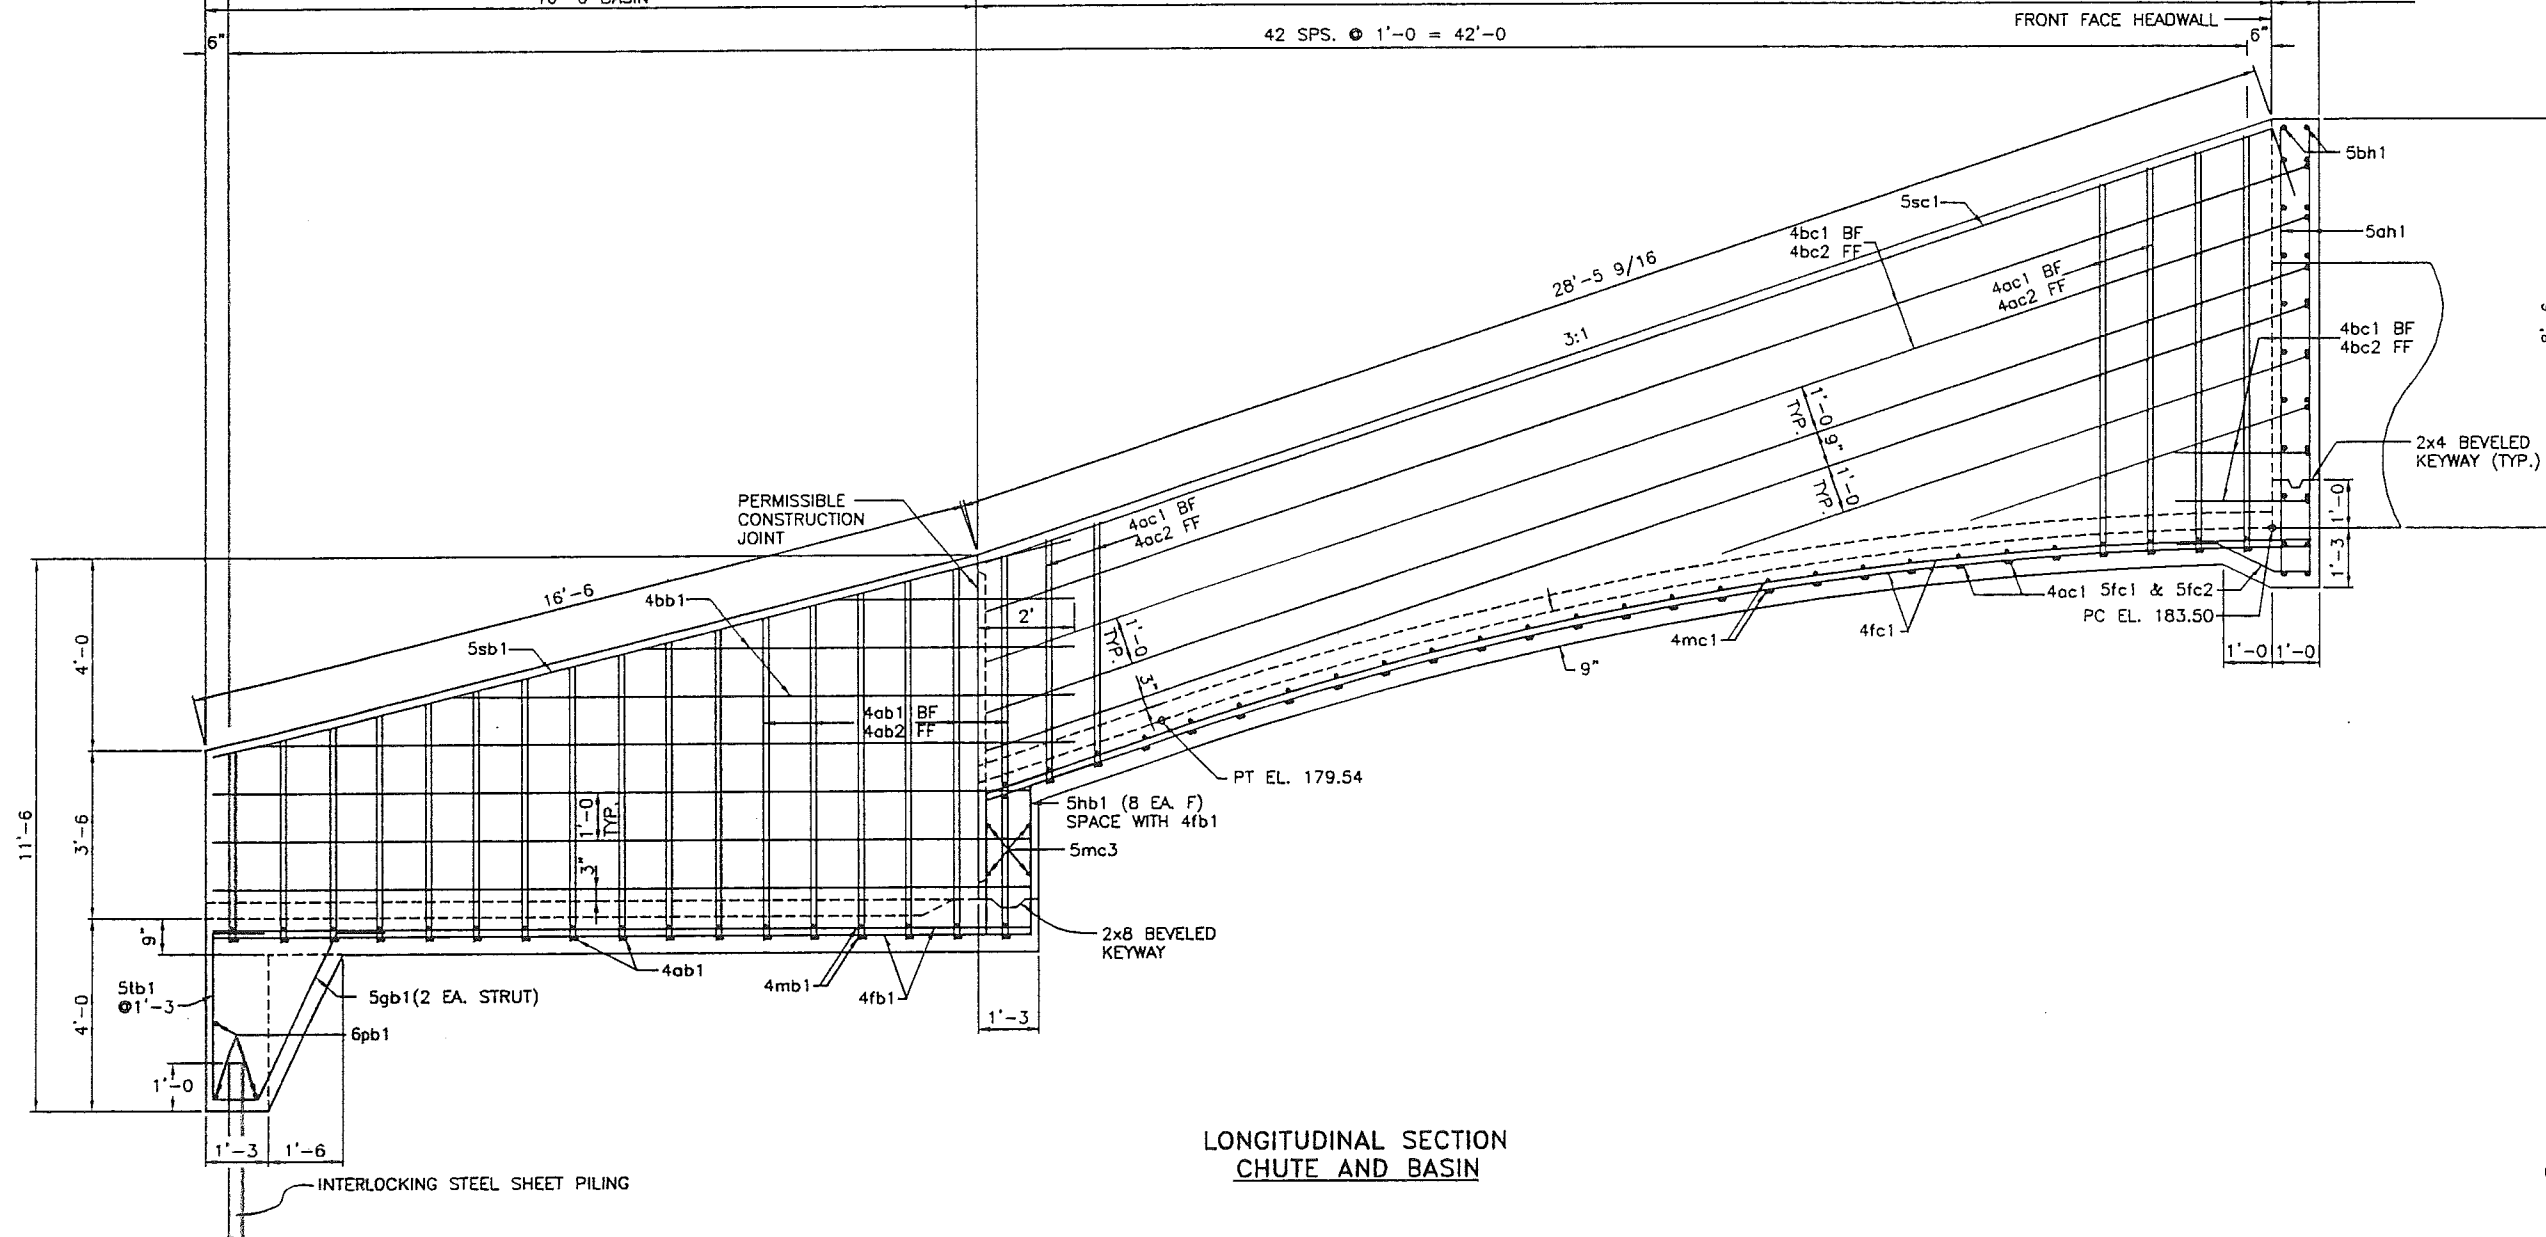 FRONT FACE HEADWALL
6"
42 SPS. @ 1'-0 = 42'-0
6"
5bh1
5sc1
4bc1 BF
4bc2 FF
5ah1
28'-5 9/16
4ac1 BF
4ac2 FF
3:1
4bc1 BF
4bc2 FF
1'-0
TYP.
9"
1'-0
TYP.
2x4 BEVELED
KEYWAY (TYP.)
PERMISSIBLE
CONSTRUCTION
JOINT
4ac1 BF
4ac2 FF
1'-0
1'-3
16'-6
4bb1
2'
4ac1
5fc1 & 5fc2
PC EL. 183.50
4mc1
4fc1
9"
1'-0
1'-0
4'-0
5sb1
1'-0
TYP.
3"
4ab1 BF
4ab2 FF
PT EL. 179.54
11'-6
3'-6
1'-0
TYP.
5hb1 (8 EA. F)
SPACE WITH 4fb1
5mc3
3"
9"
2x8 BEVELED
KEYWAY
4ab1
4mb1
4fb1
5tb1
@1'-3
5gb1(2 EA. STRUT)
4'-0
1'-3
6pb1
1'-0
1'-3
1'-6
LONGITUDINAL SECTION
CHUTE AND BASIN
INTERLOCKING STEEL SHEET PILING